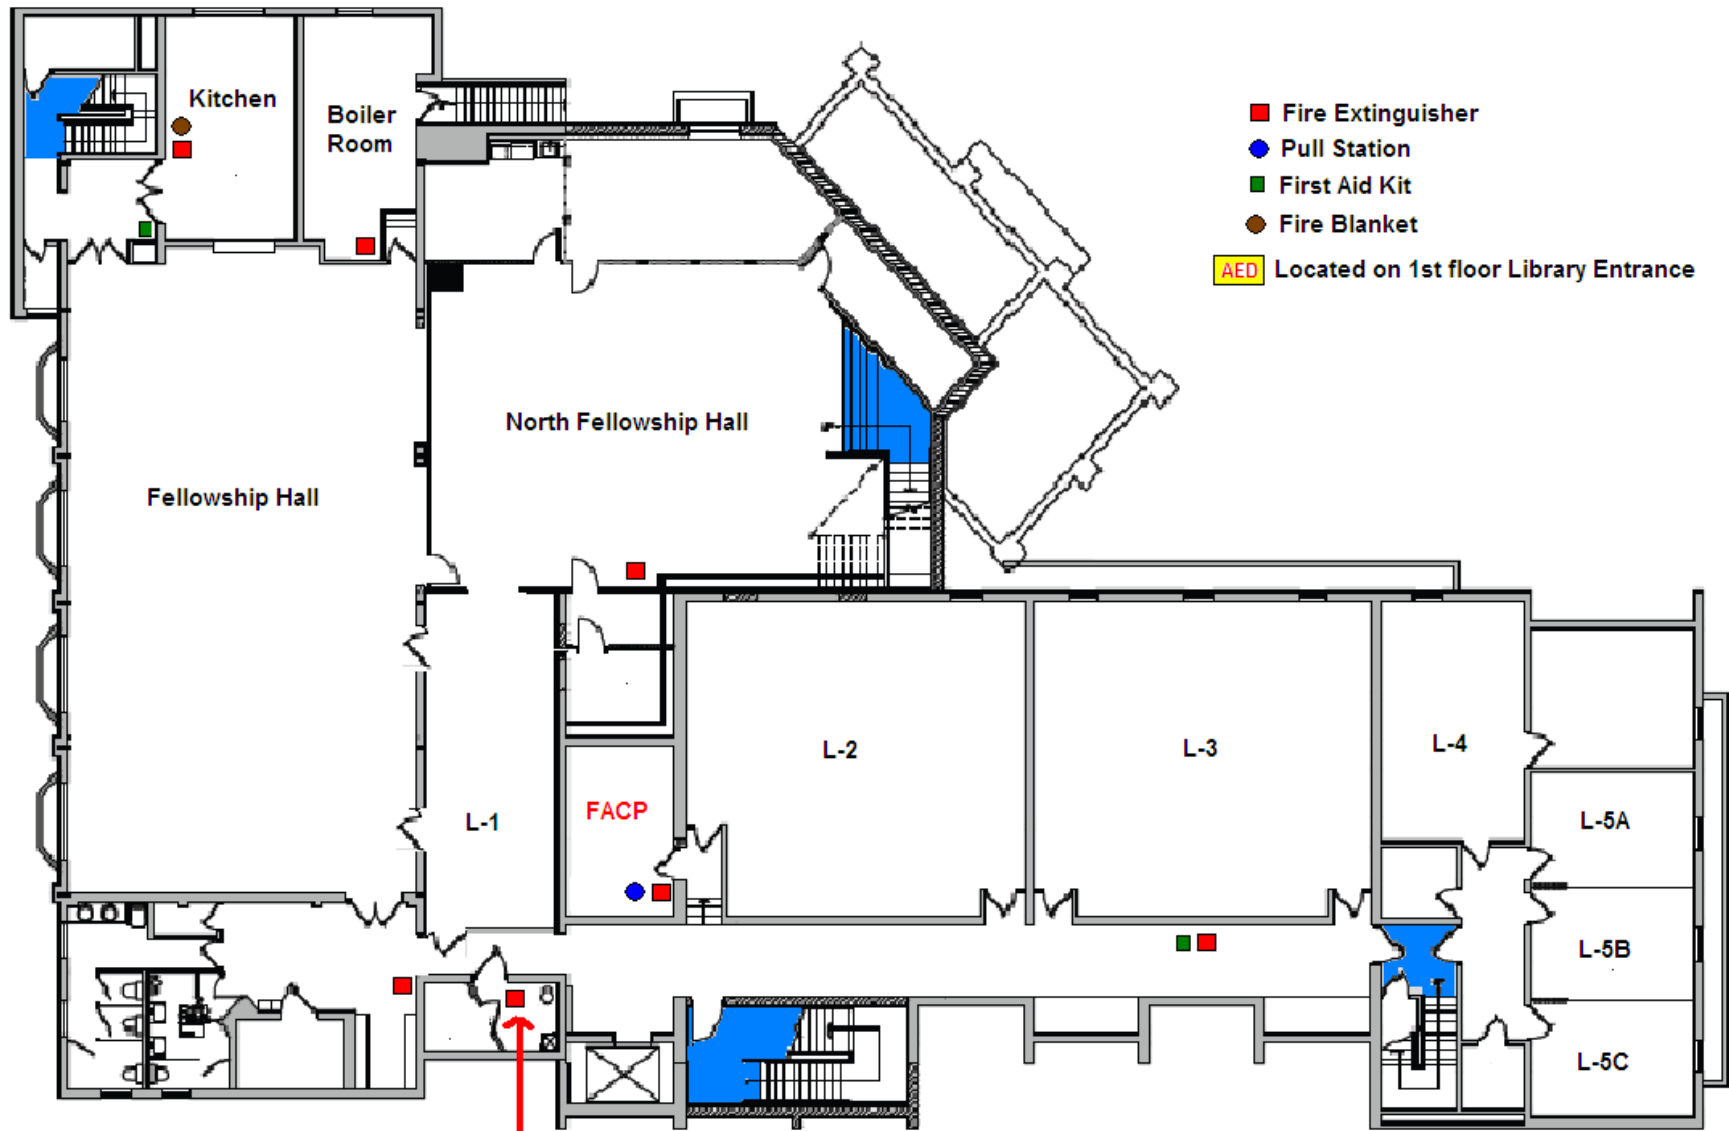 Kitchen
Boiler
Room
Fire Extinguisher
Pull Station
First Aid Kit
Fire Blanket
AED Located on 1st floor Library Entrance
North Fellowship Hall
Fellowship Hall
L-2
L-3
L-4
FACP
L-1
L-5A
L-5B
L-5C